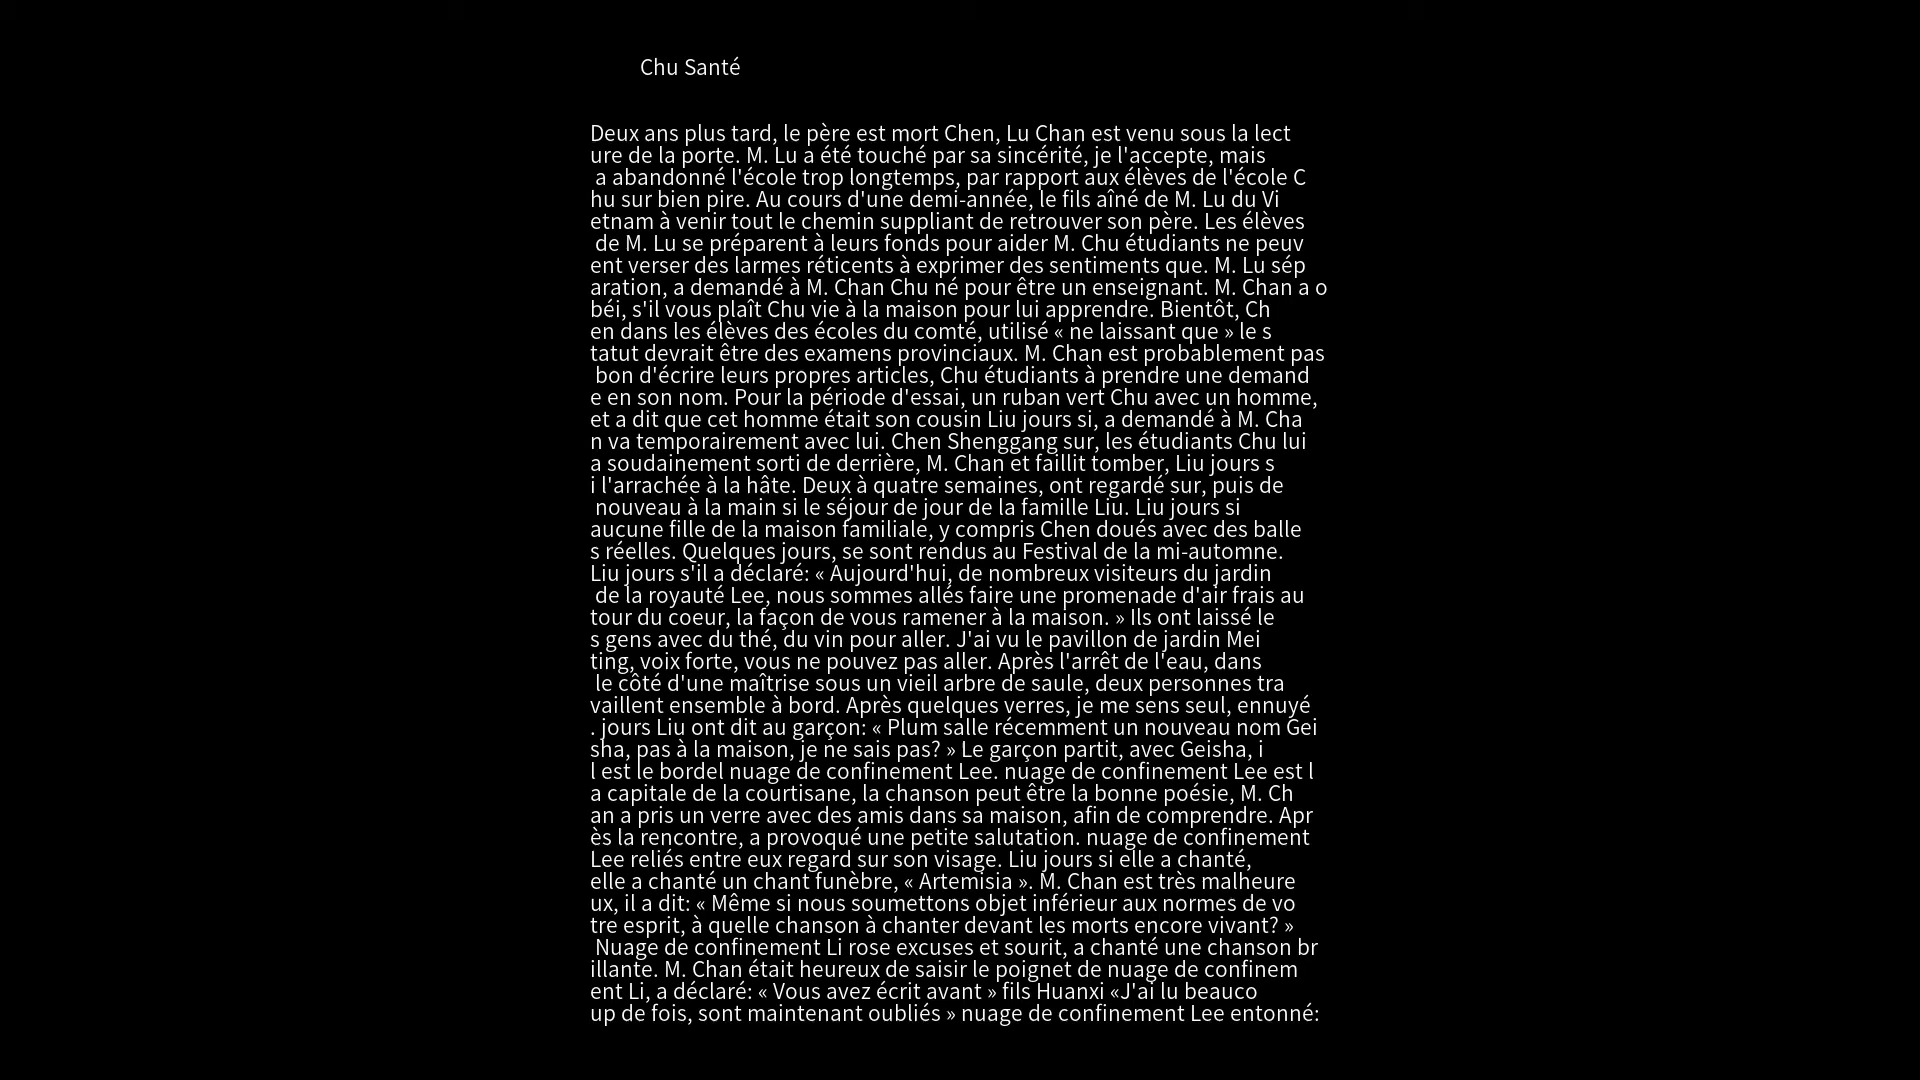 Chu Santé
Deux ans plus tard, le père est mort Chen, Lu Chan est venu sous la lect
ure de la porte. M. Lu a été touché par sa sincérité, je l'accepte, mais
a abandonné l'école trop longtemps, par rapport aux élèves de l'école C
hu sur bien pire. Au cours d'une demi-année, le fils aîné de M. Lu du Vi
etnam à venir tout le chemin suppliant de retrouver son père. Les élèves
de M. Lu se préparent à leurs fonds pour aider M. Chu étudiants ne peuv
ent verser des larmes réticents à exprimer des sentiments que. M. Lu sép
aration, a demandé à M. Chan Chu né pour être un enseignant. M. Chan a o
béi, s'il vous plaît Chu vie à la maison pour lui apprendre. Bientôt, Ch
en dans les élèves des écoles du comté, utilisé « ne laissant que » le s
tatut devrait être des examens provinciaux. M. Chan est probablement pas
bon d'écrire leurs propres articles, Chu étudiants à prendre une demand
e en son nom. Pour la période d'essai, un ruban vert Chu avec un homme,
et a dit que cet homme était son cousin Liu jours si, a demandé à M. Cha
n va temporairement avec lui. Chen Shenggang sur, les étudiants Chu lui
a soudainement sorti de derrière, M. Chan et faillit tomber, Liu jours s
i l'arrachée à la hâte. Deux à quatre semaines, ont regardé sur, puis de
nouveau à la main si le séjour de jour de la famille Liu. Liu jours si
aucune fille de la maison familiale, y compris Chen doués avec des balle
s réelles. Quelques jours, se sont rendus au Festival de la mi-automne.
Liu jours s'il a déclaré: « Aujourd'hui, de nombreux visiteurs du jardin
de la royauté Lee, nous sommes allés faire une promenade d'air frais au
tour du coeur, la façon de vous ramener à la maison. » Ils ont laissé le
s gens avec du thé, du vin pour aller. J'ai vu le pavillon de jardin Mei
ting, voix forte, vous ne pouvez pas aller. Après l'arrêt de l'eau, dans
le côté d'une maîtrise sous un vieil arbre de saule, deux personnes tra
vaillent ensemble à bord. Après quelques verres, je me sens seul, ennuyé
. jours Liu ont dit au garçon: « Plum salle récemment un nouveau nom Gei
sha, pas à la maison, je ne sais pas? » Le garçon partit, avec Geisha, i
l est le bordel nuage de confinement Lee. nuage de confinement Lee est l
a capitale de la courtisane, la chanson peut être la bonne poésie, M. Ch
an a pris un verre avec des amis dans sa maison, afin de comprendre. Apr
ès la rencontre, a provoqué une petite salutation. nuage de confinement
Lee reliés entre eux regard sur son visage. Liu jours si elle a chanté,
elle a chanté un chant funèbre, « Artemisia ». M. Chan est très malheure
ux, il a dit: « Même si nous soumettons objet inférieur aux normes de vo
tre esprit, à quelle chanson à chanter devant les morts encore vivant? »
Nuage de confinement Li rose excuses et sourit, a chanté une chanson br
illante. M. Chan était heureux de saisir le poignet de nuage de confinem
ent Li, a déclaré: « Vous avez écrit avant » fils Huanxi «J'ai lu beauco
up de fois, sont maintenant oubliés » nuage de confinement Lee entonné: